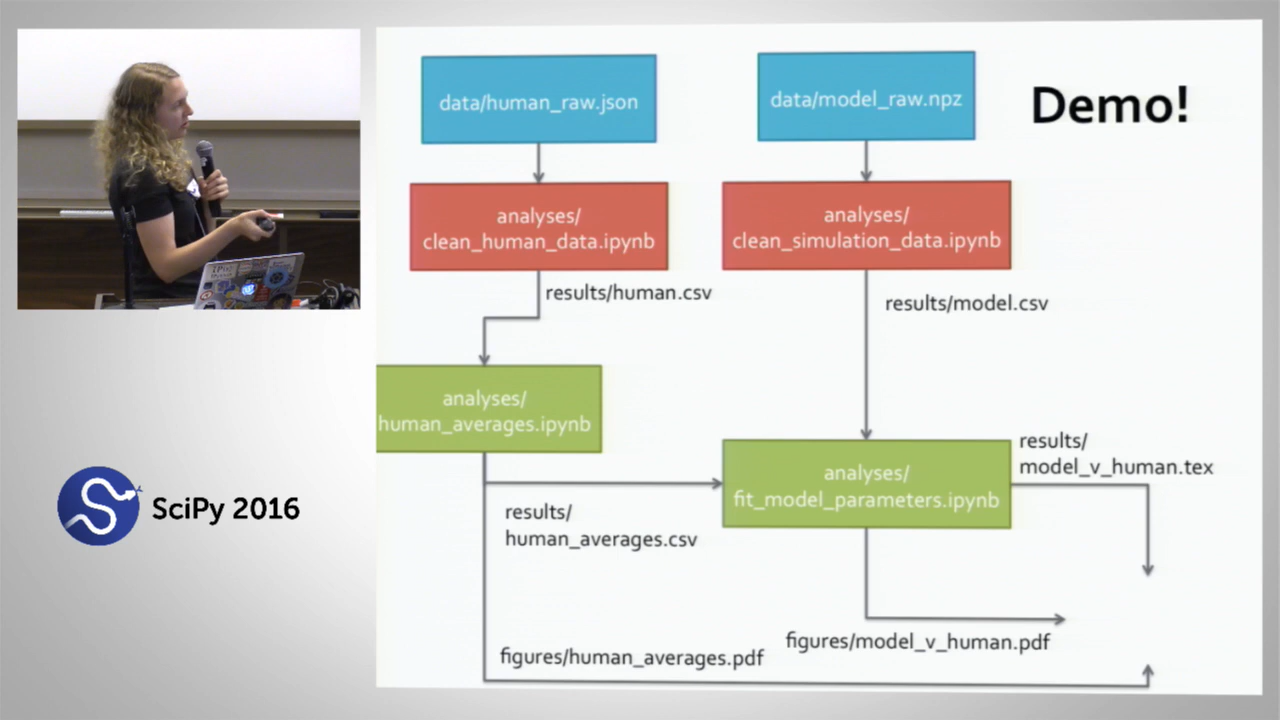 data/human_raw.json
data/model_raw.npz
Demo!
analyses/
clean_human_data.ipynb
analyses/
clean_simulation_data.ipynb
results/human.csv
results/model.csv
analyses/
human_averages.ipynb
analyses/
fit_model_parameters.ipynb
results/
model_v_human.tex
results/
human_averages.csv
figures/model_v_human.pdf
figures/human_averages.pdf
SciPy 2016